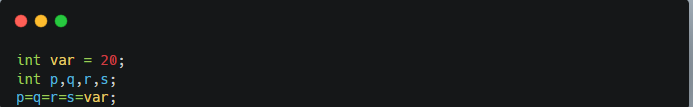 int var = 20;
int p,q,r,s;
p=q=r=s=var;